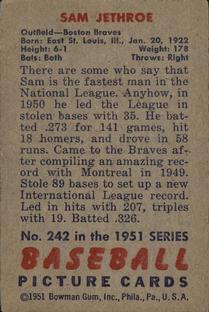 SAM JETHROE
Outfield—Boston Braves
Born: East St. Louis, Ill., Jan. 20, 1922
Height: 6-1 Weight: 178
Bats: Both Throws: Right
There are some who say that
Sam is the fastest man in the
National League. Anyhow, in
1950 he led the League in
stolen bases with 35. He bat-
ted .273 for 141 games, hit
18 homers, and drove in 58
runs. Came to the Braves af-
ter compiling an amazing rec-
ord with Montreal in 1949.
Stole 89 bases to set up a new
International League record.
Led in hits with 207, triples
with 19. Batted .326.
No. 242 in the 1951 SERIES
BASEBALL
PICTURE CARDS
©1951 Bowman Gum, Inc., Phila., Pa., U. S. A.